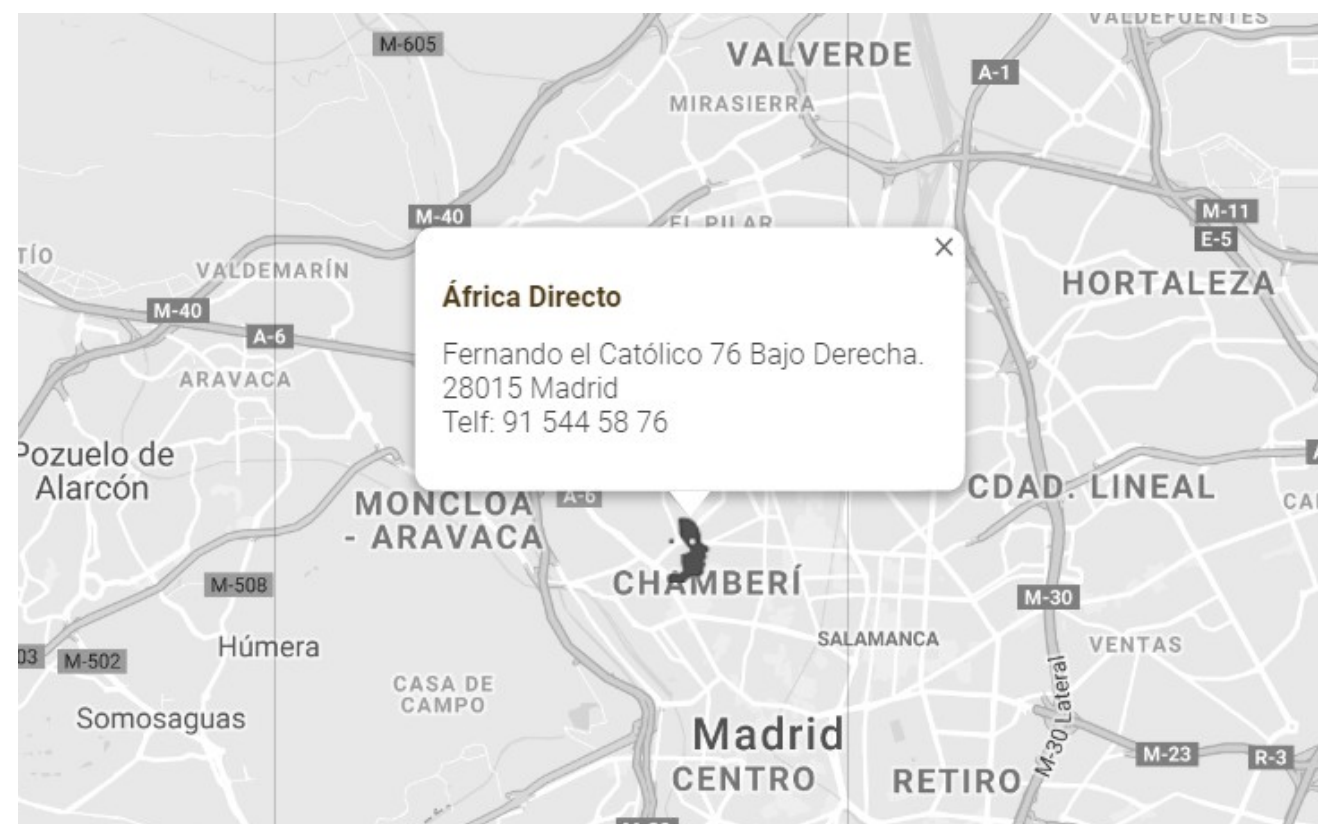 VALDEFUENTES
M-605
VALVERDE
A-1
MIRASIERRA
M-40
EL PILAR
M-11
E-5
TÍO
VALDEMARÍN
HORTALEZA
M-40
A-6
ARAVACA
África Directo
Fernando el Católico 76 Bajo Derecha.
28015 Madrid
Telf: 91 544 58 76
Pozuelo de
Alarcón
MONCLOA
- ARAVACA
A-6
CDAD. LINEAL
M-508
CHAMBERÍ
M-30
Húmera
SALAMANCA
VENTAS
03
M-502
CASA DE
CAMPO
Somosaguas
Madrid
M-30 Lateral
CENTRO
RETIRO
M-23
R-3